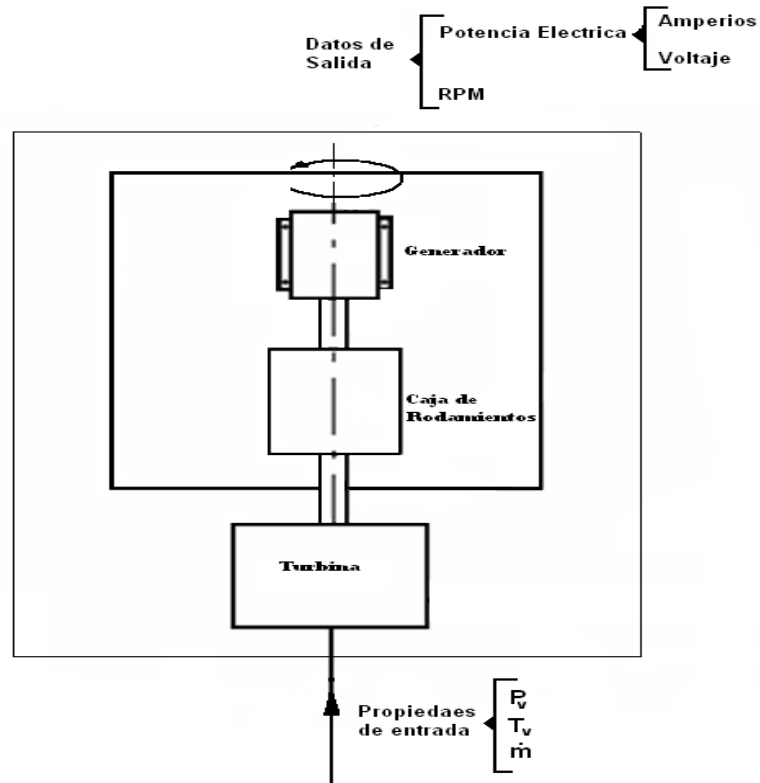 Datos de
Salida
Potencia Electrica
Amperios
Voltaje
RPM
Generador
Caja de
Rodamientos
Turbina
Propiedaes
de entrada
Pv
Tv
ṁ